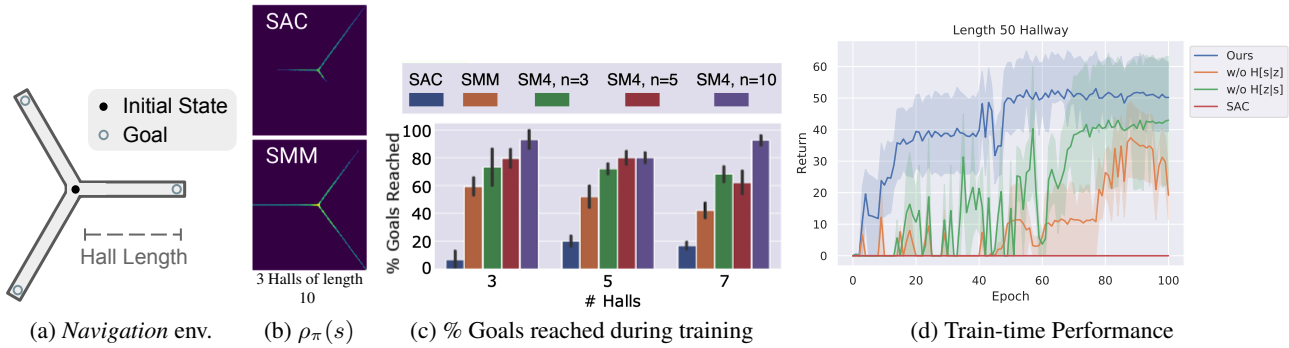 Initial State
Goal
Hall Length
(a) Navigation env.
SAC
SMM
3 Halls of length
10
(b) ρπ(s)
SAC SMM SM4, n=3 SM4, n=5 SM4, n=10
% Goals Reached
100
80
60
40
20
0
3 5 7
# Halls
(c) % Goals reached during training
Length 50 Hallway
Return
60
50
40
30
20
10
0
0 20 40 60 80 100
Epoch
Ours
w/o H[s|z]
w/o H[z|s]
SAC
(d) Train-time Performance